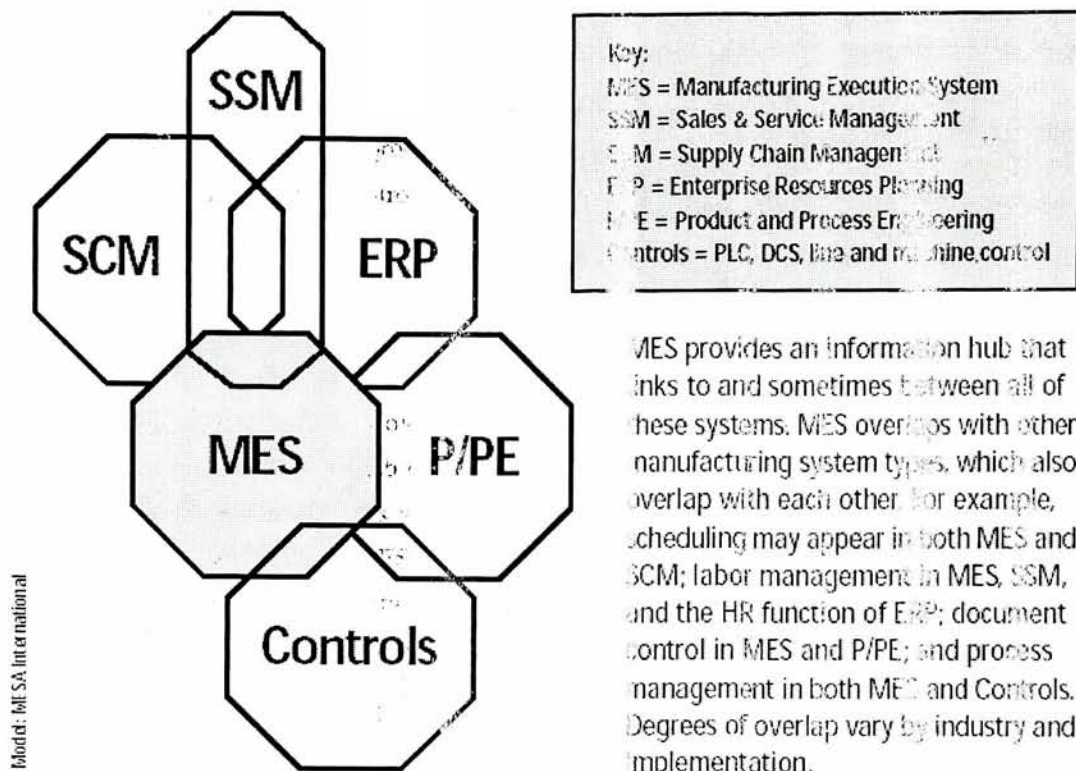 SSM
SCM
ERP
MES
P/PE
Controls
Model: MESA International
Key:
MES = Manufacturing Execution System
SSM = Sales & Service Management
SCM = Supply Chain Management
ERP = Enterprise Resources Planning
= Product and Process Engineering
Controls = PLC, DCS, line and machine control
MES provides an information hub that
links to and sometimes between all of
these systems. MES overlaps with other
manufacturing system types, which also
overlap with each other. For example,
scheduling may appear in both MES and
SCM; labor management in MES, SSM,
and the HR function of ERP; document
control in MES and P/PE; and process
management in both MES and Controls.
Degrees of overlap vary by industry and
implementation.